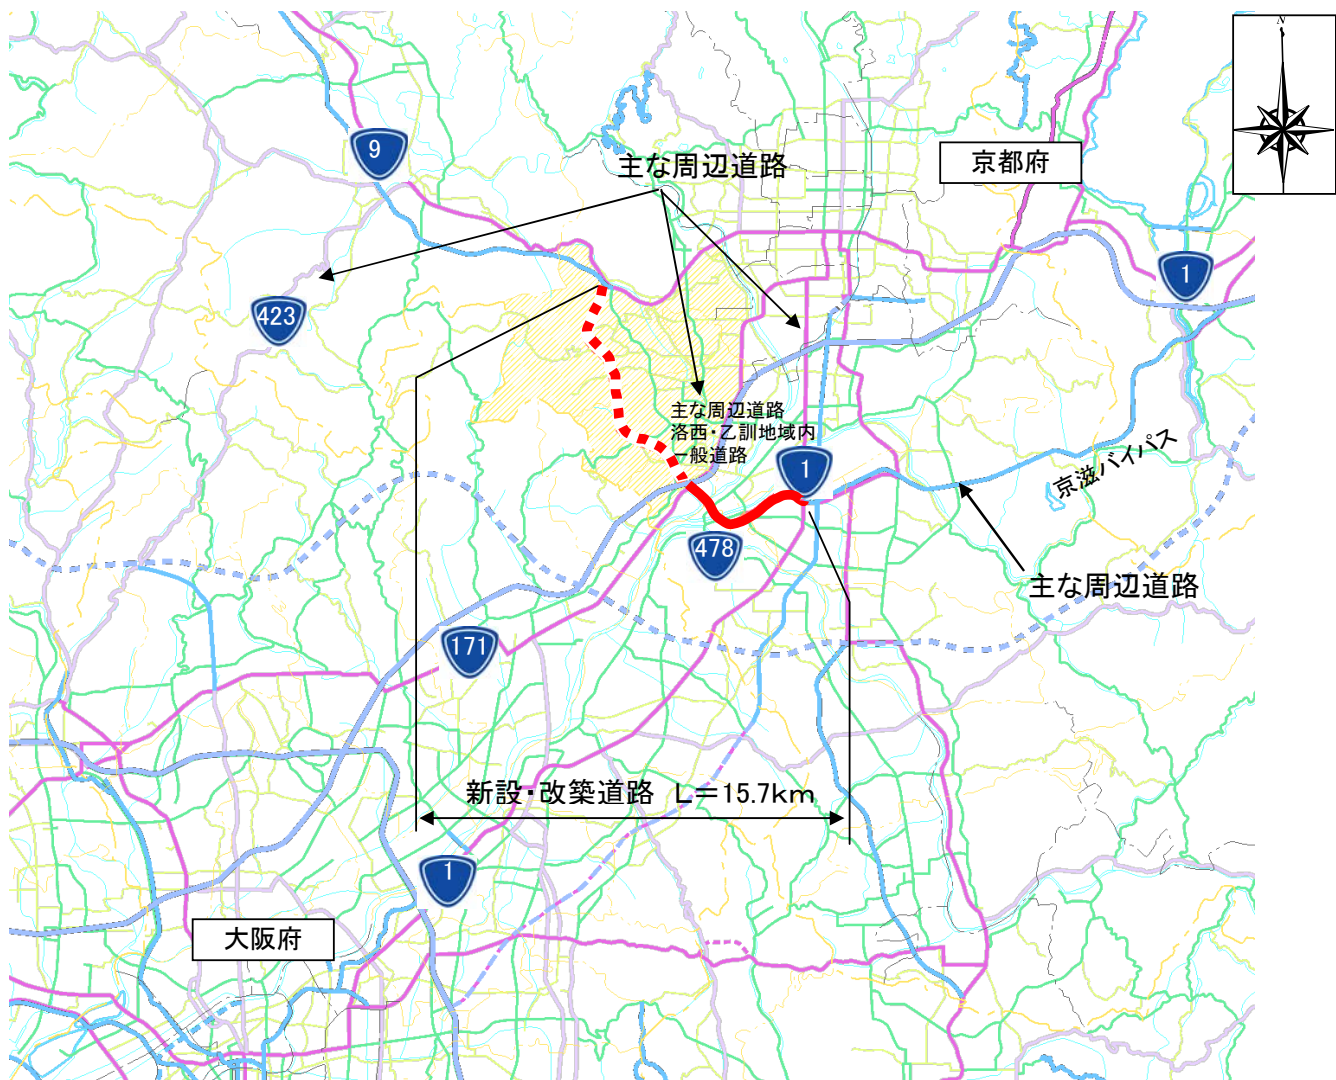 N
9
主な周辺道路
京都府
1
423
主な周辺道路
洛西・乙訓地域内
一般道路
1
京滋バイパス
478
主な周辺道路
171
新設・改築道路　L＝15.7km
1
大阪府